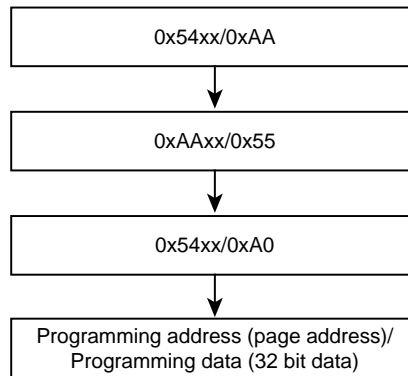 0x54xx/0xAA
0xAAxx/0x55
0x54xx/0xA0
Programming address (page address)/
Programming data (32 bit data)